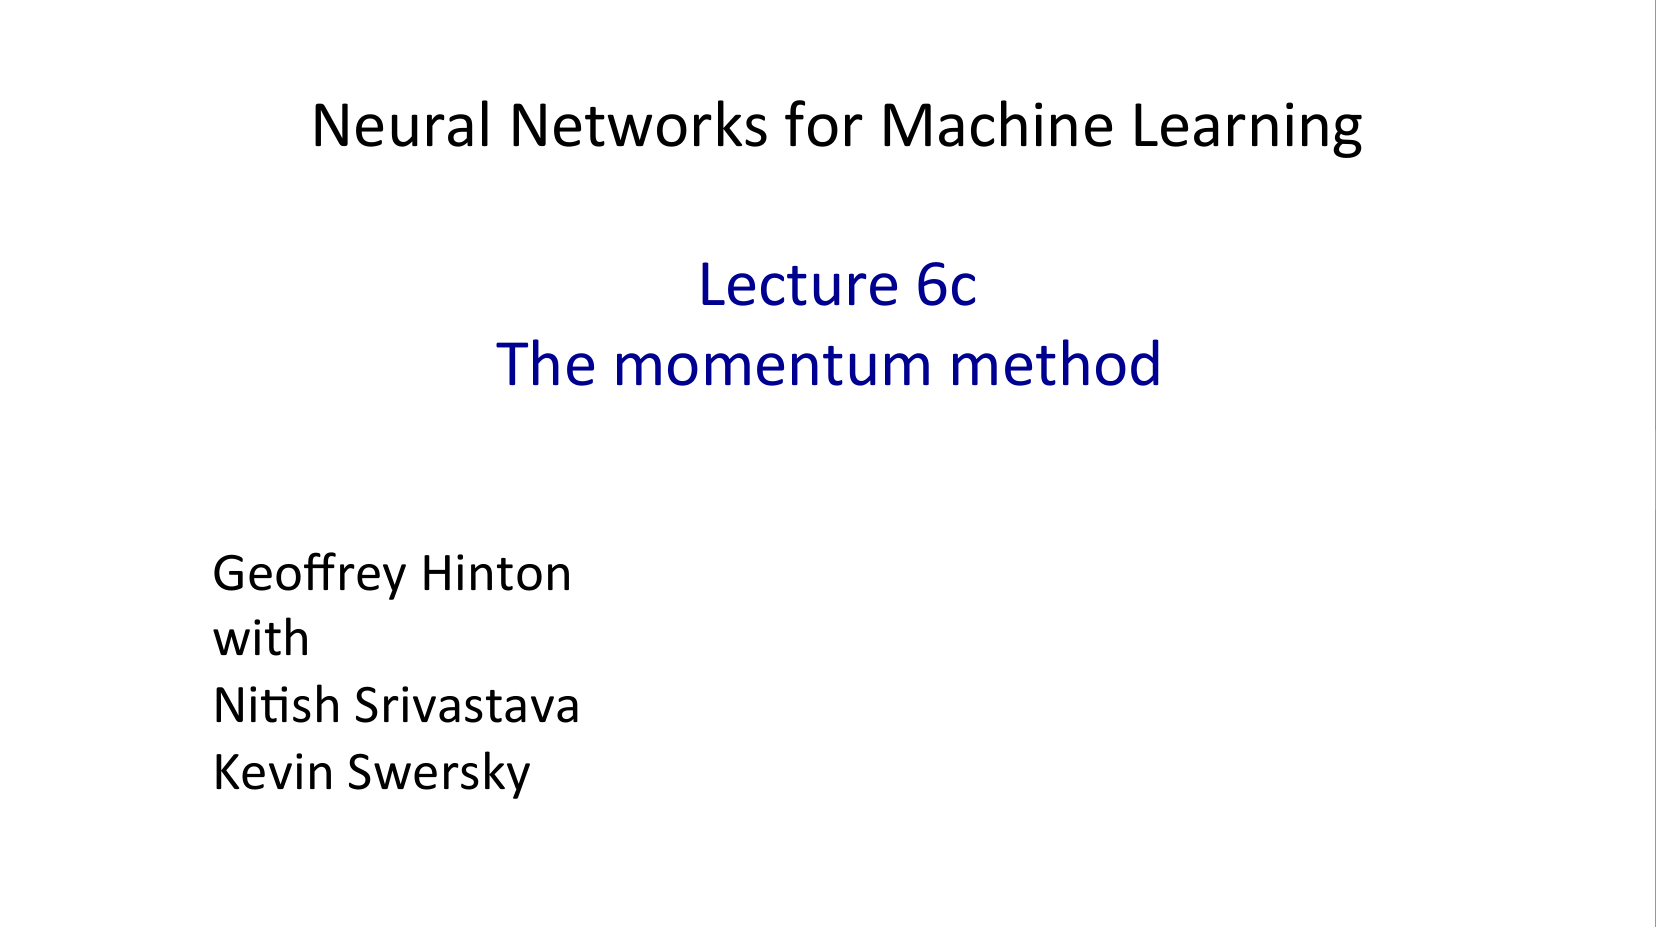 Neural Networks for Machine Learning
Lecture 6c
The momentum method
Geoffrey Hinton
with
Nitish Srivastava
Kevin Swersky